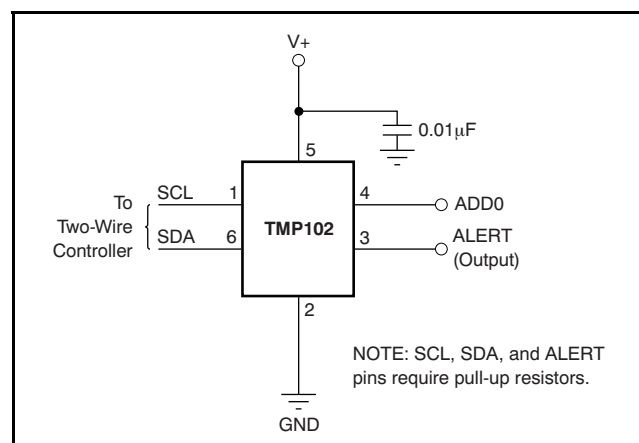 V+
0.01μF
5
SCL
1
4
ADD0
To
Two-Wire
Controller
TMP102
SDA
6
3
ALERT
(Output)
2
NOTE: SCL, SDA, and ALERT
pins require pull-up resistors.
GND